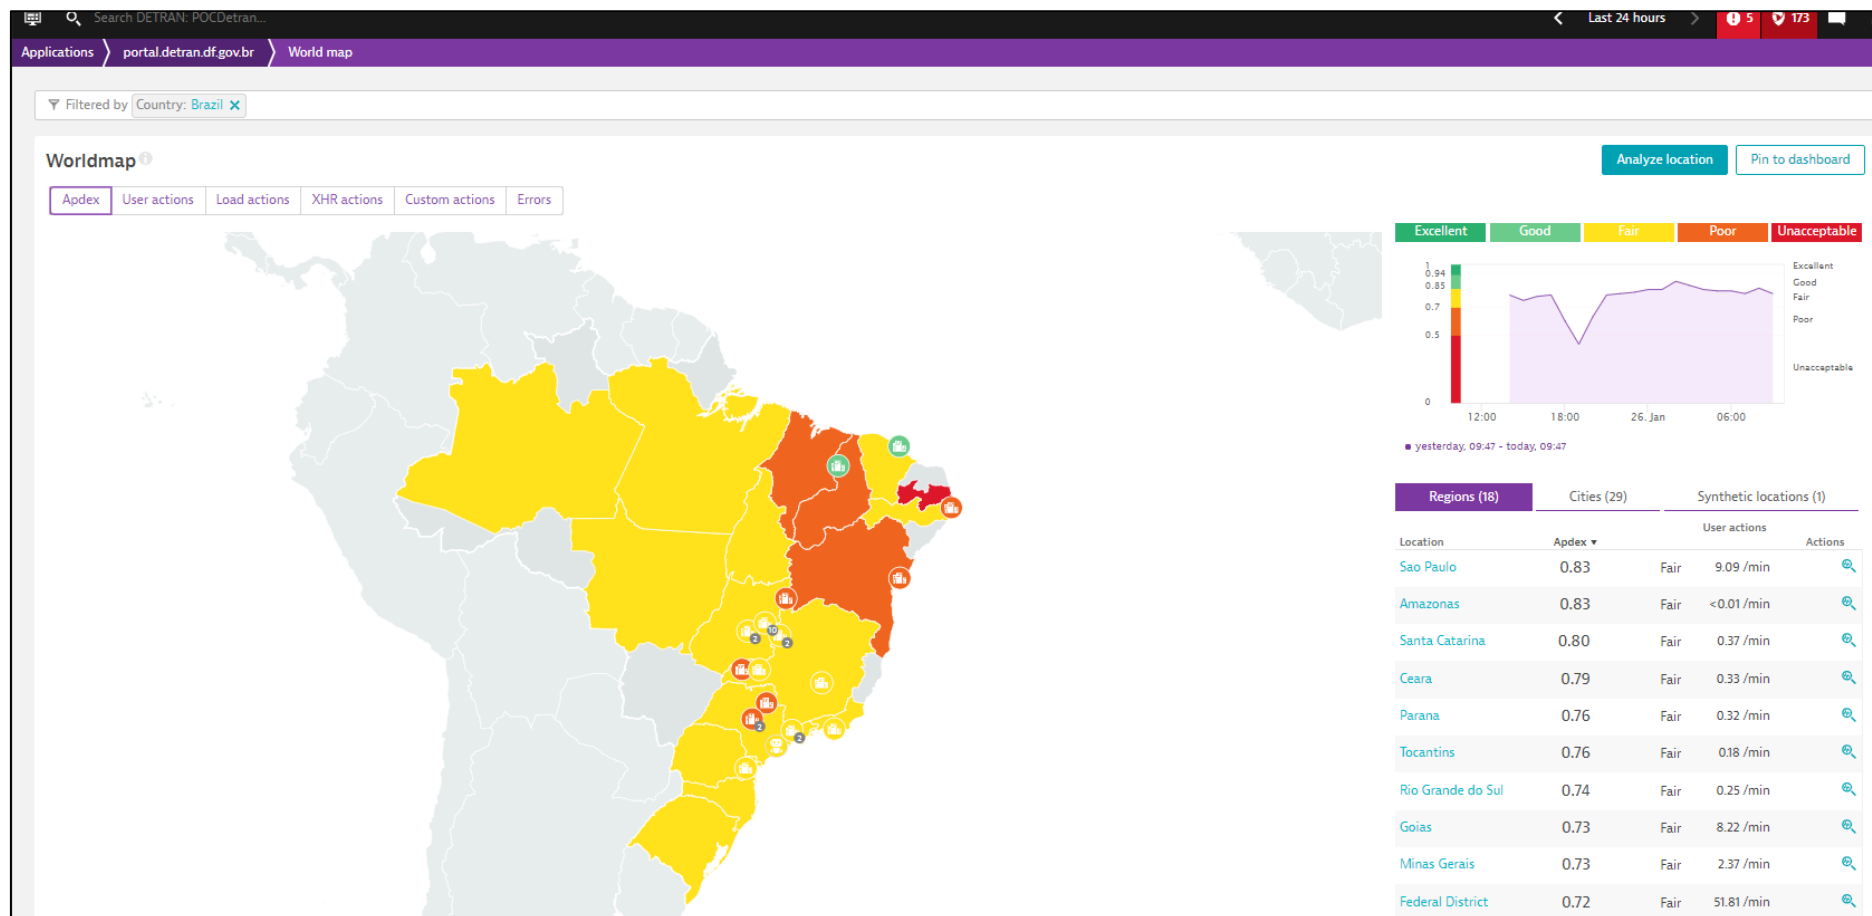 Search DETRAN: POCDetran...
Last 24 hours
5
173
Applications
portal.detran.df.gov.br
World map
Filtered by Country: Brazil
Worldmap
Analyze location
Pin to dashboard
Apdex
User actions
Load actions
XHR actions
Custom actions
Errors
2
10
2
2
2
Excellent
Good
Fair
Poor
Unacceptable
1
0.94
0.85
0.7
0.5
0
Excellent
Good
Fair
Poor
Unacceptable
12:00
18:00
26. Jan
06:00
yesterday, 09:47 - today, 09:47
Regions (18)
Cities (29)
Synthetic locations (1)
User actions
Location Apdex ▾ Actions
Sao Paulo 0.83 Fair 9.09 /min
Amazonas 0.83 Fair <0.01 /min
Santa Catarina 0.80 Fair 0.37 /min
Ceara 0.79 Fair 0.33 /min
Parana 0.76 Fair 0.32 /min
Tocantins 0.76 Fair 0.18 /min
Rio Grande do Sul 0.74 Fair 0.25 /min
Goias 0.73 Fair 8.22 /min
Minas Gerais 0.73 Fair 2.37 /min
Federal District 0.72 Fair 51.81 /min